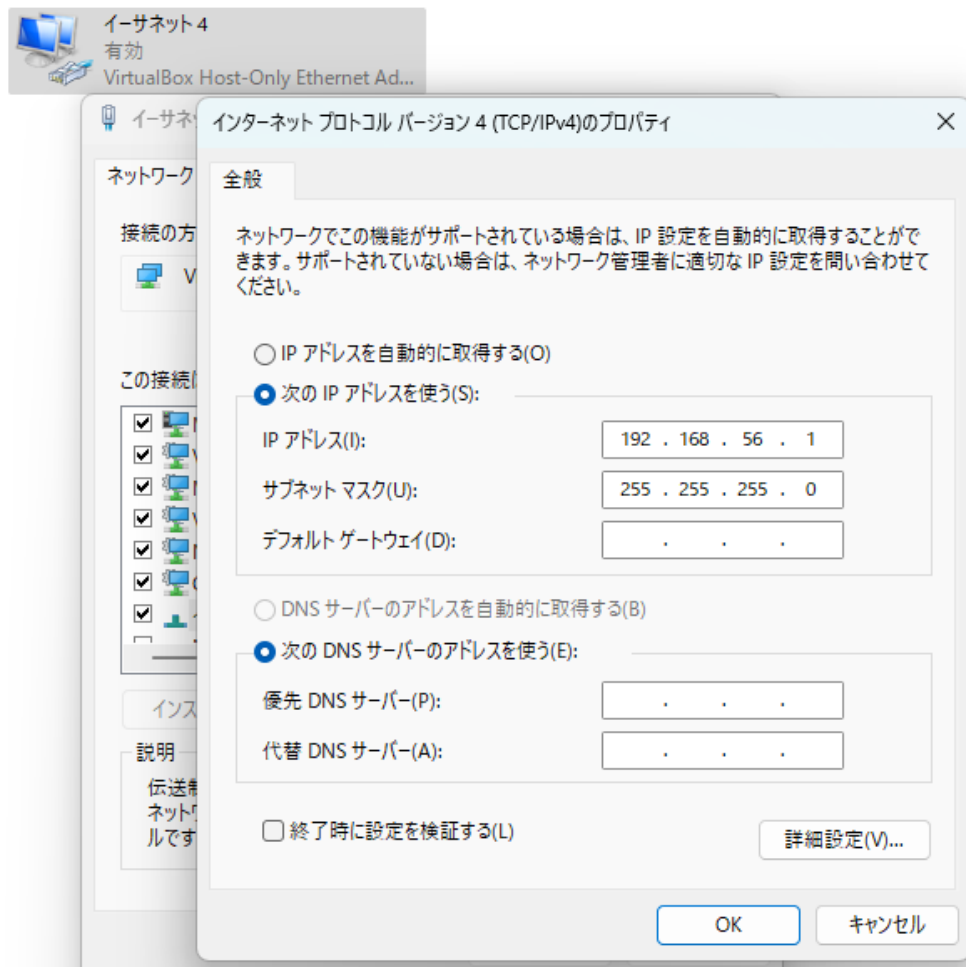 イーサネット 4
有効
VirtualBox Host-Only Ethernet Ad...
イーサネ
インターネット プロトコル バージョン 4 (TCP/IPv4)のプロパティ
ネットワーク
全般
接続の方
ネットワークでこの機能がサポートされている場合は、IP 設定を自動的に取得することがで
きます。サポートされていない場合は、ネットワーク管理者に適切な IP 設定を問い合わせて
ください。
IP アドレスを自動的に取得する(O)
この接続
次の IP アドレスを使う(S):
IP アドレス(I): 192 . 168 . 56 . 1
サブネット マスク(U): 255 . 255 . 255 . 0
デフォルト ゲートウェイ(D): . . .
DNS サーバーのアドレスを自動的に取得する(B)
次の DNS サーバーのアドレスを使う(E):
優先 DNS サーバー(P): . . .
代替 DNS サーバー(A): . . .
インス
説明
伝送
ネットワ
ルです
終了時に設定を検証する(L)
詳細設定(V)...
OK
キャンセル